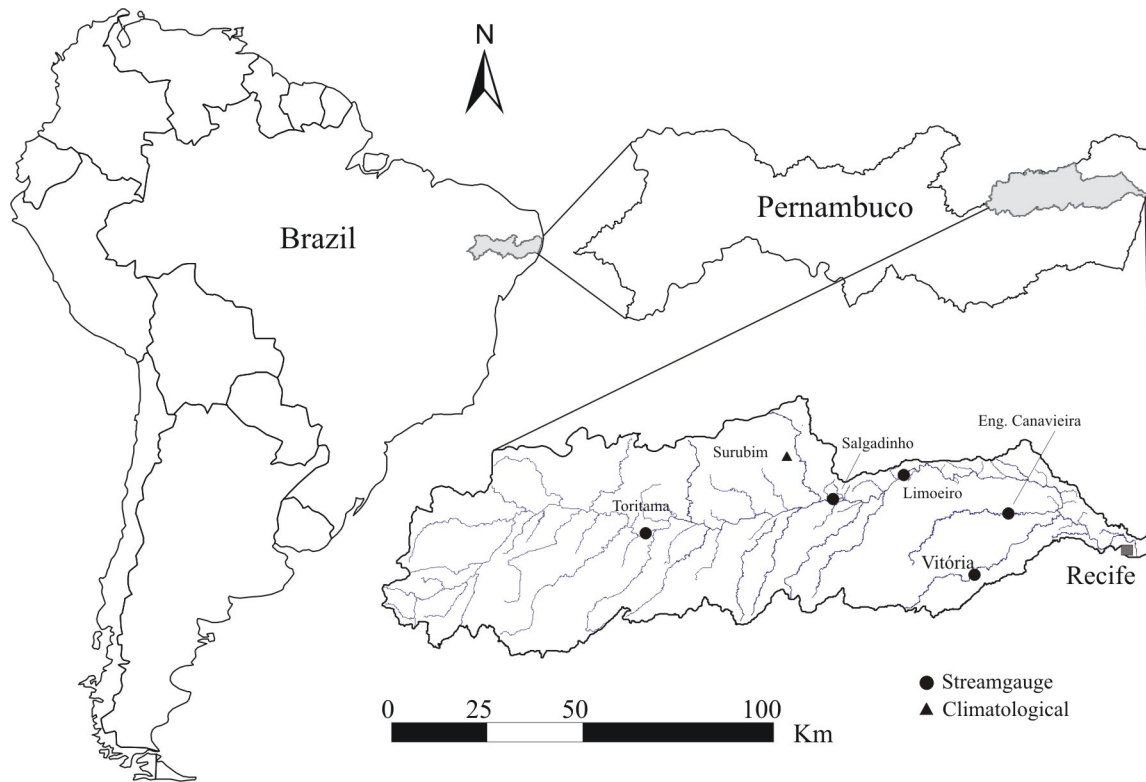 N
Brazil
Pernambuco
Eng. Canavieira
Salgadinho
Surubim
Limoeiro
Toritama
Vitória
Recife
Streamgauge
Climatological
0 25 50 100
Km